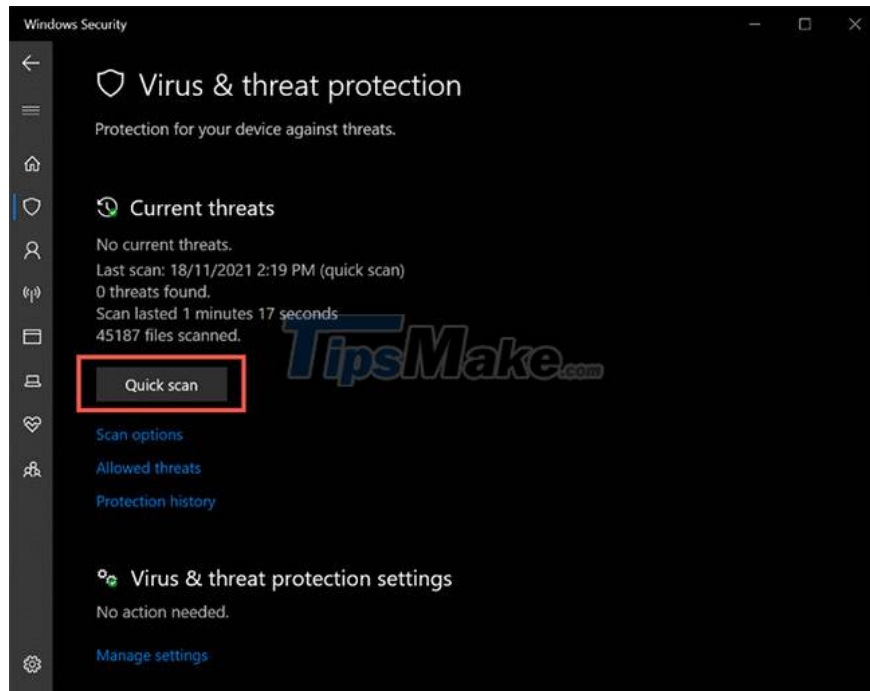 Windows Security
Virus & threat protection
Protection for your device against threats.
Current threats
No current threats.
Last scan: 18/11/2021 2:19 PM (quick scan)
0 threats found.
Scan lasted 1 minutes 17 seconds
45187 files scanned.
TipsMake.com
Quick scan
Scan options
Allowed threats
Protection history
Virus & threat protection settings
No action needed.
Manage settings